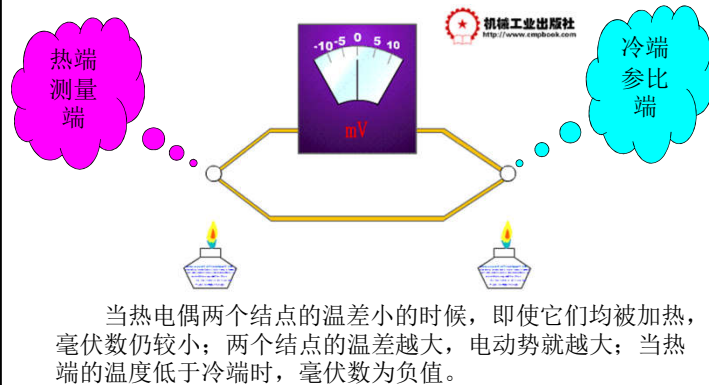 机械工业出版社
http://www.cmpbook.com
热端
测量
端
冷端
参比
端
-10 -5 0 5 10
mV
当热电偶两个结点的温差小的时候，即使它们均被加热，
毫伏数仍较小；两个结点的温差越大，电动势就越大；当热
端的温度低于冷端时，毫伏数为负值。